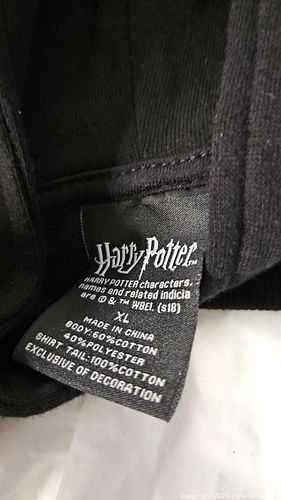 Harry Potter™
HARRY POTTER characters,
names and related indicia
are © & ™ WBEI. (s18)
XL
MADE IN CHINA
BODY:60%COTTON
40%POLYESTER
SHIRT TAIL:100%COTTON
EXCLUSIVE OF DECORATION